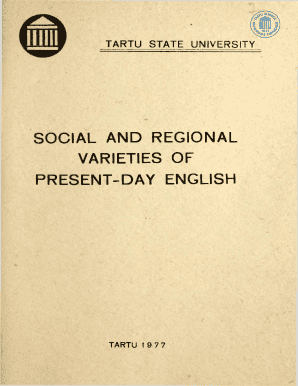 TARTU STATE UNIVERSITY
SOCIAL AND REGIONAL
VARIETIES OF
PRESENT-DAY ENGLISH
TARTU 1977